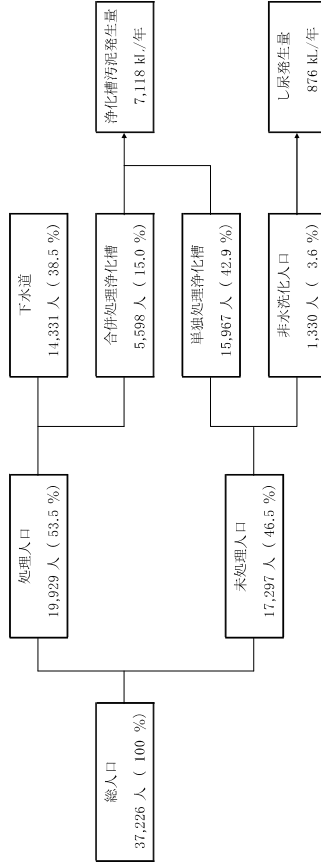 総人口
37,226 人 ( 100 %)
処理人口
19,929 人 ( 53.5 %)
未処理人口
17,297 人 ( 46.5 %)
下水道
14,331 人 ( 38.5 %)
合併処理浄化槽
5,598 人 ( 15.0 %)
単独処理浄化槽
15,967 人 ( 42.9 %)
非水洗化人口
1,330 人 ( 3.6 %)
浄化槽汚泥発生量
7,118 kL/年
し尿発生量
876 kL/年